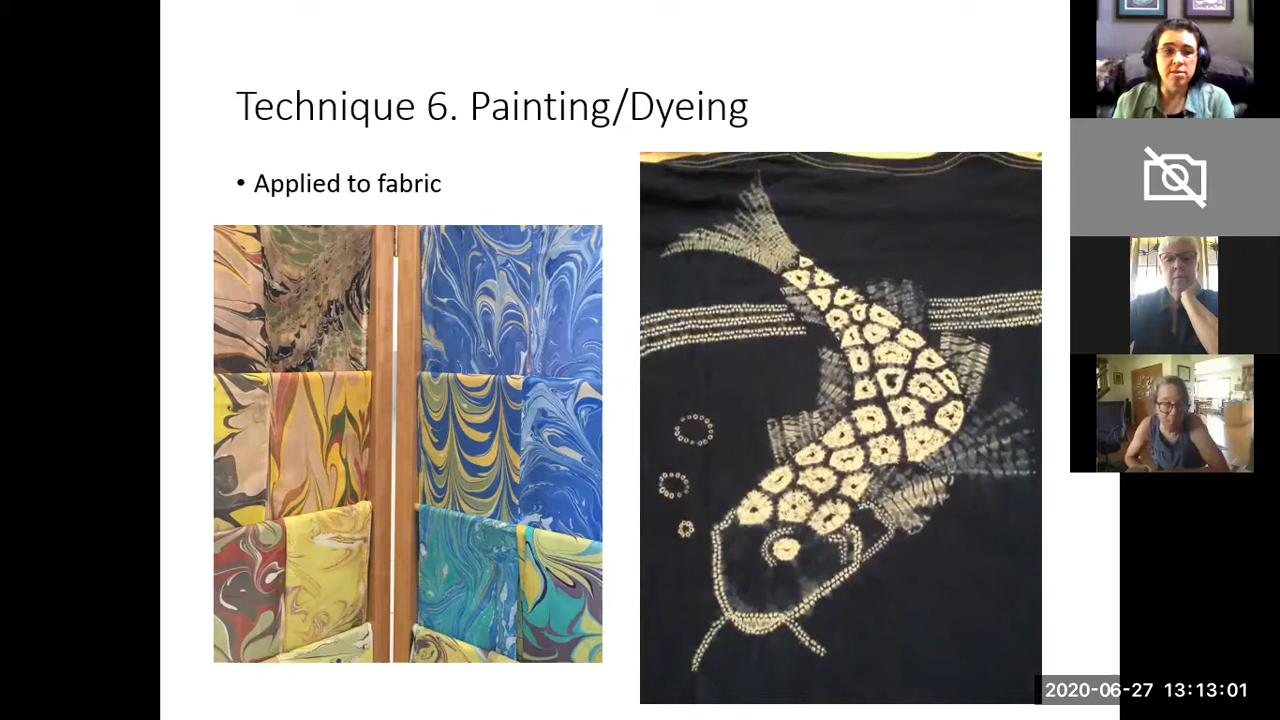 Technique 6. Painting/Dyeing
• Applied to fabric
2020-06-27 13:13:01